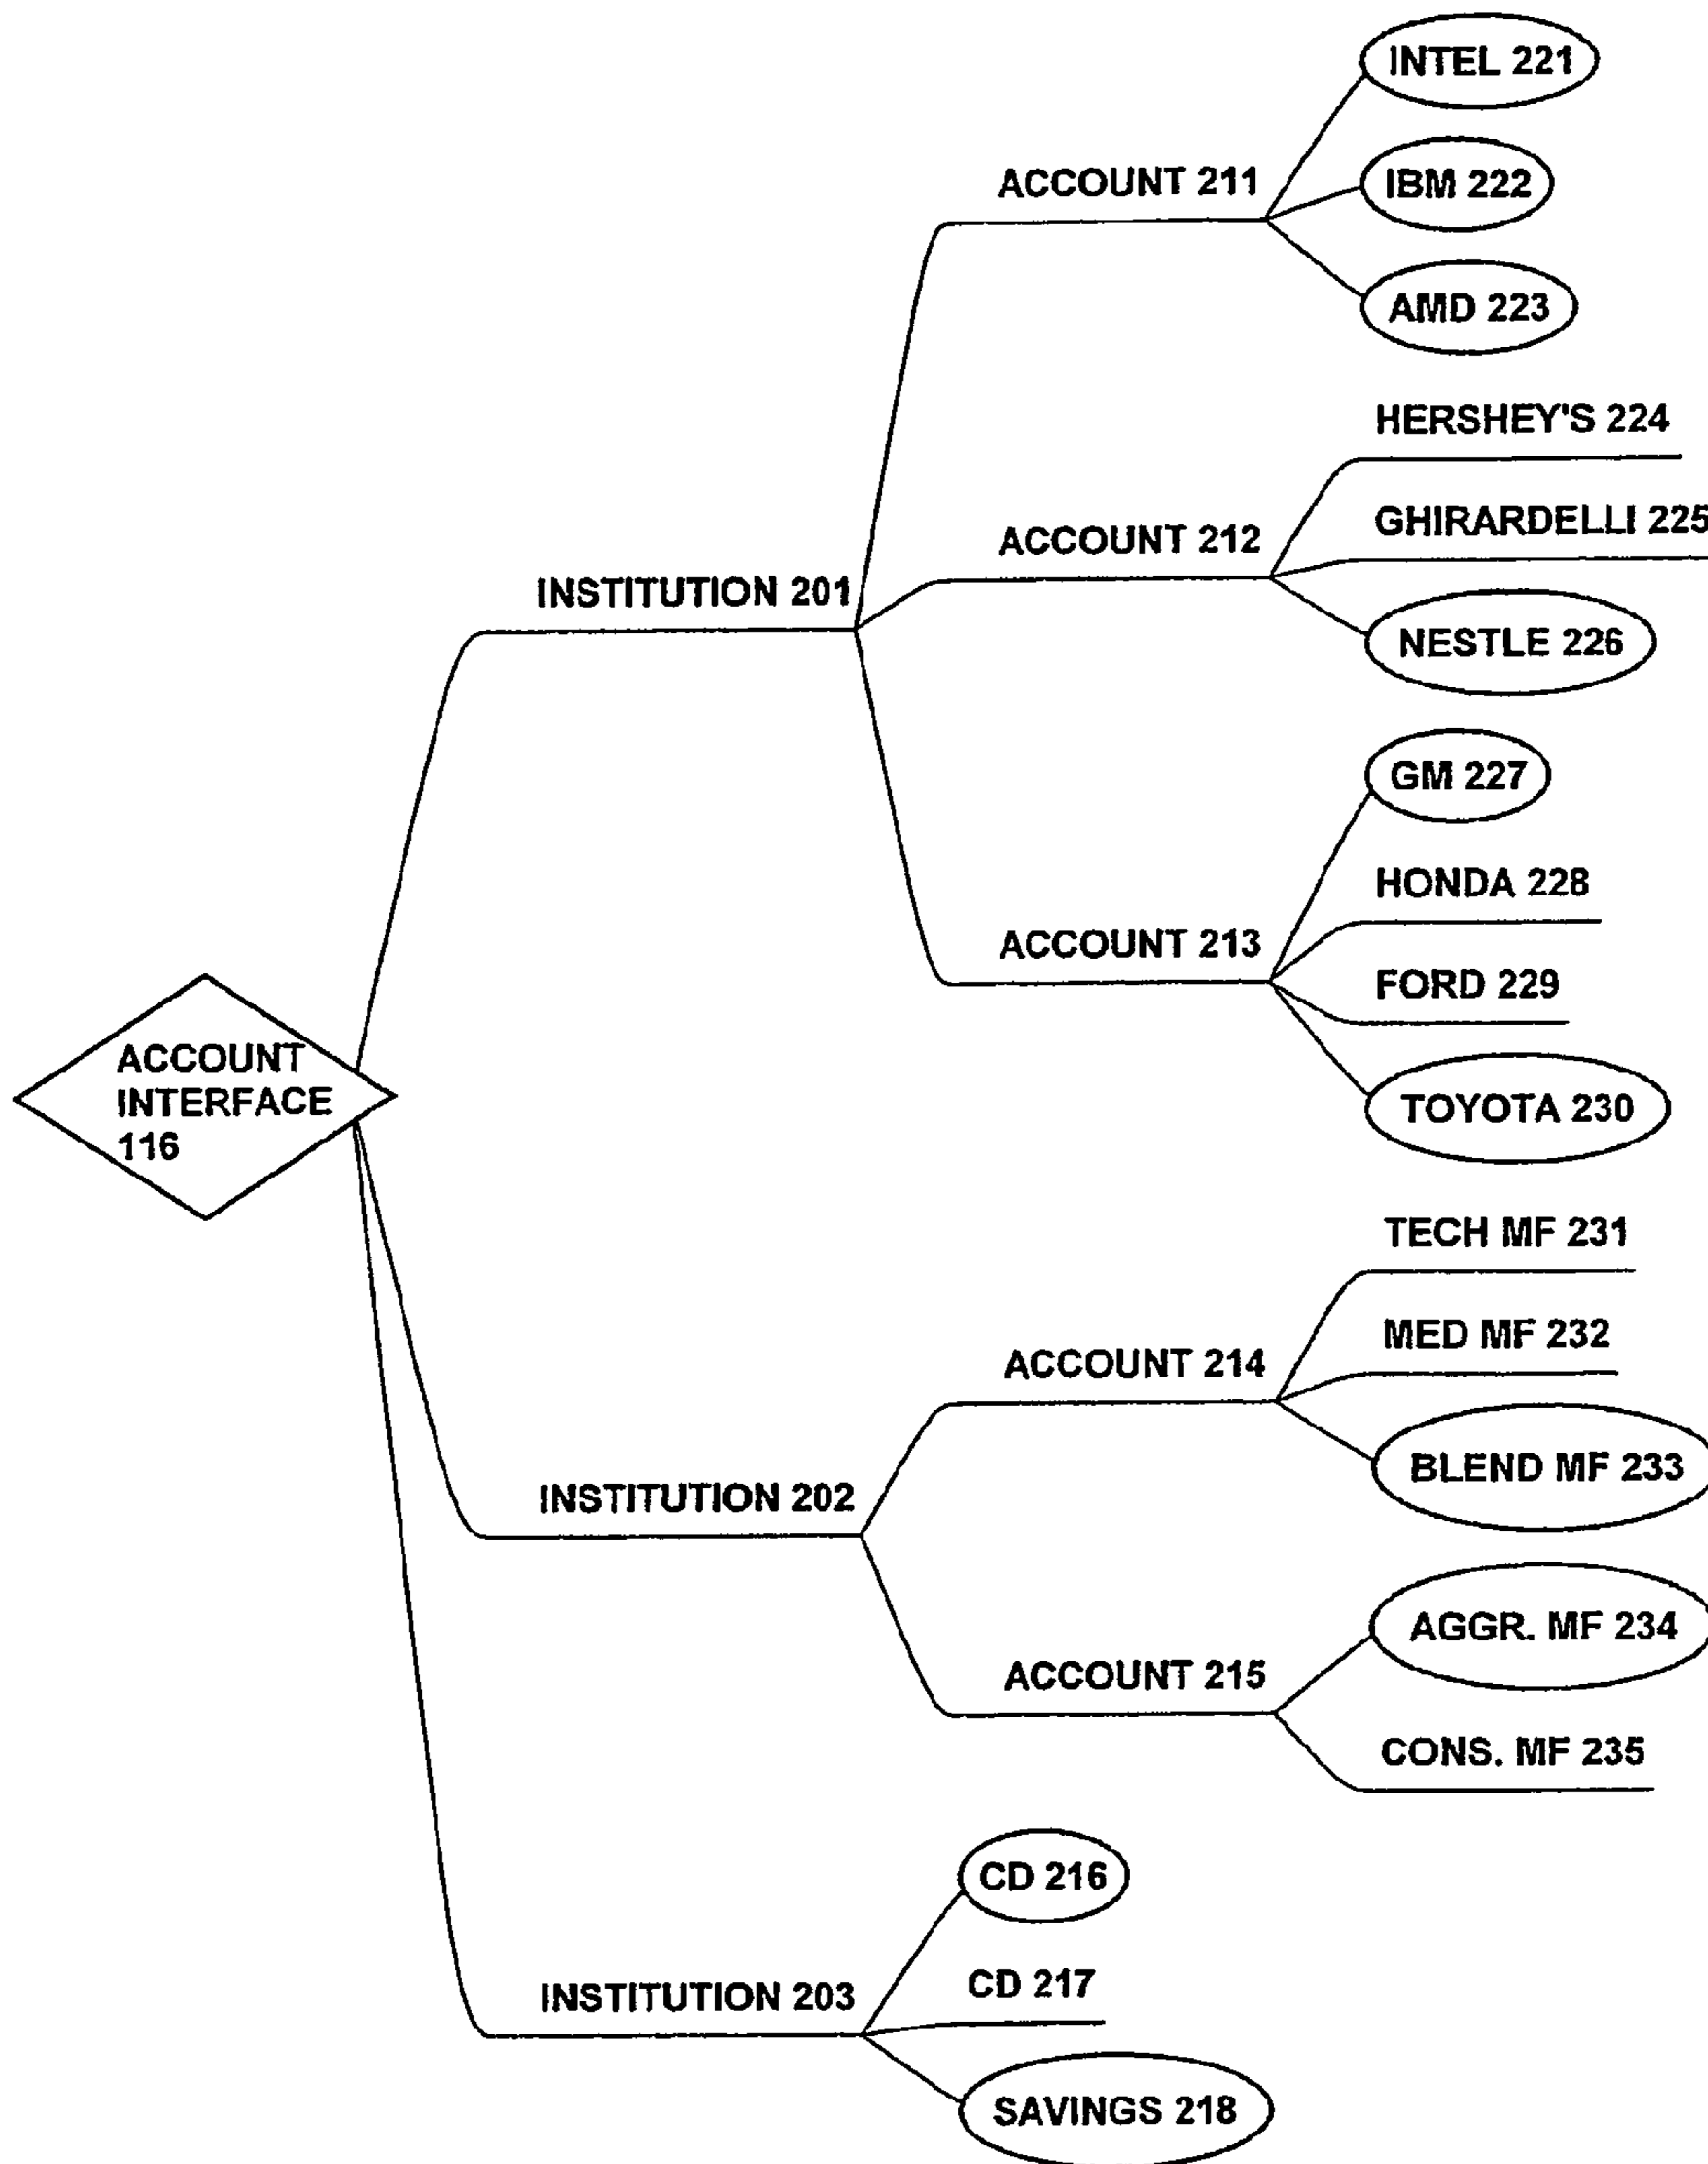 INTEL 221
ACCOUNT 211
IBM 222
AMD 223
HERSHEY'S 224
GHIRARDELLI 225
ACCOUNT 212
INSTITUTION 201
NESTLE 226
GM 227
HONDA 228
ACCOUNT 213
FORD 229
ACCOUNT
INTERFACE
116
TOYOTA 230
TECH MF 231
MED MF 232
ACCOUNT 214
BLEND MF 233
INSTITUTION 202
AGGR. MF 234
ACCOUNT 215
CONS. MF 235
CD 216
CD 217
INSTITUTION 203
SAVINGS 218